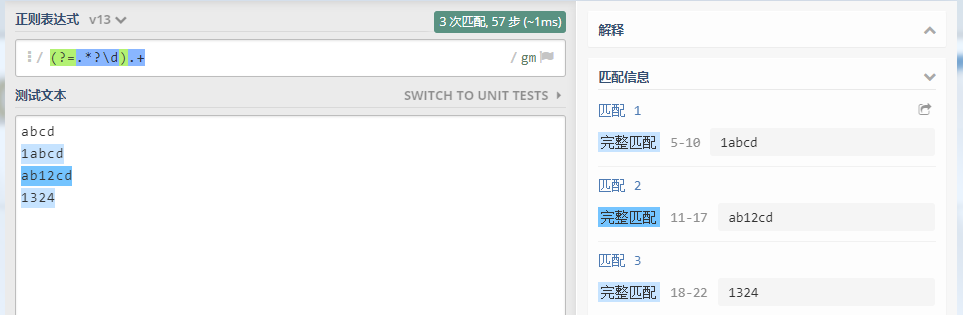 正则表达式 v13
3 次匹配, 57 步 (~1ms)
/ (?=.*?\d).+ / gm
测试文本 SWITCH TO UNIT TESTS
abcd
1abcd
ab12cd
1324
解释
匹配信息
匹配 1
完整匹配 5-10 1abcd
匹配 2
完整匹配 11-17 ab12cd
匹配 3
完整匹配 18-22 1324